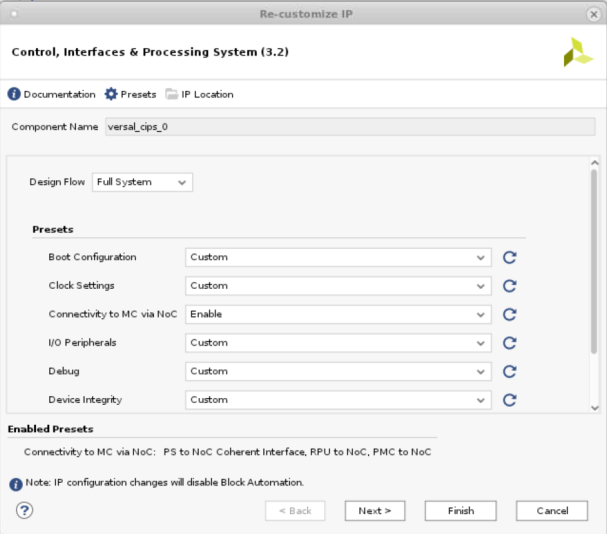 Re-customize IP
Control, Interfaces & Processing System (3.2)
Documentation Presets IP Location
Component Name versal_cips_0
Design Flow Full System
Presets
Boot Configuration Custom
Clock Settings Custom
Connectivity to MC via NoC Enable
I/O Peripherals Custom
Debug Custom
Device Integrity Custom
Enabled Presets
Connectivity to MC via NoC: PS to NoC Coherent Interface, RPU to NoC, PMC to NoC
Note: IP configuration changes will disable Block Automation.
? < Back Next > Finish Cancel